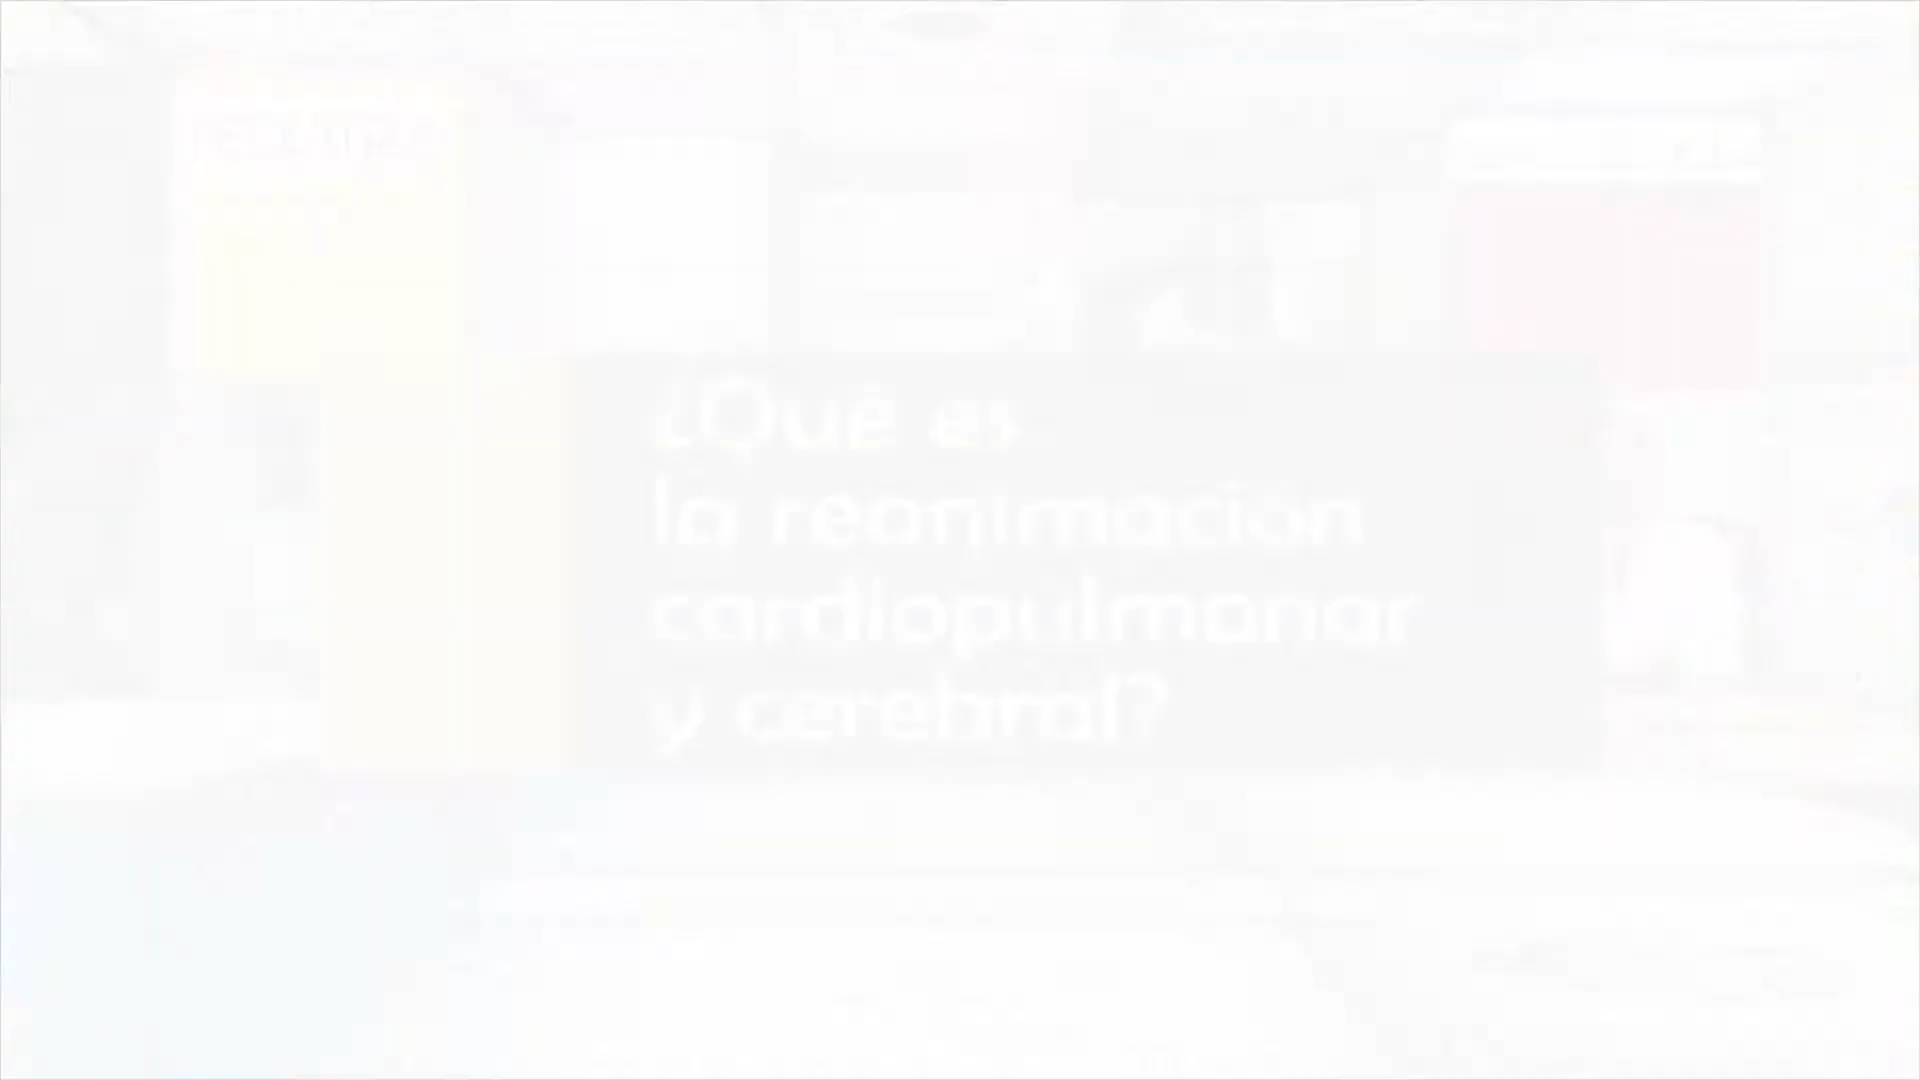 ¿Qué es
la reanimación
cardiopulmonar
y cerebral?